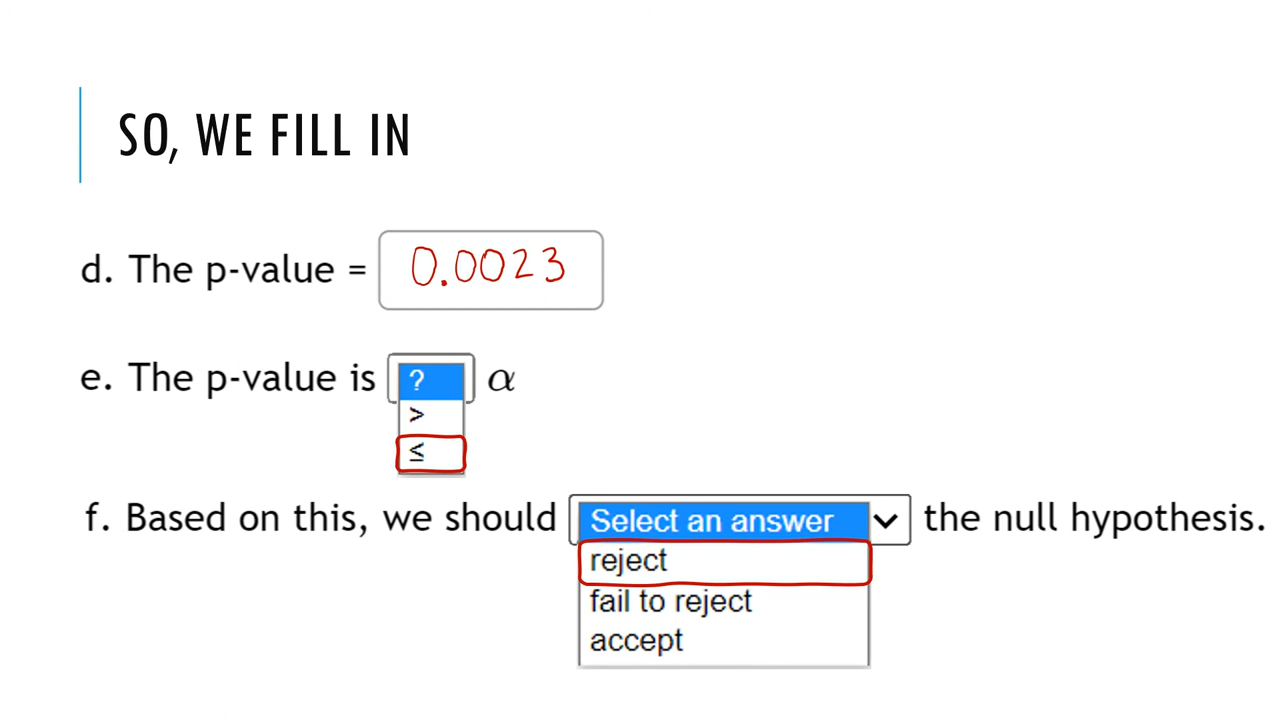 SO, WE FILL IN
d. The p-value = 0.0023
e. The p-value is ? α
>
≤
f. Based on this, we should Select an answer the null hypothesis.
reject
fail to reject
accept